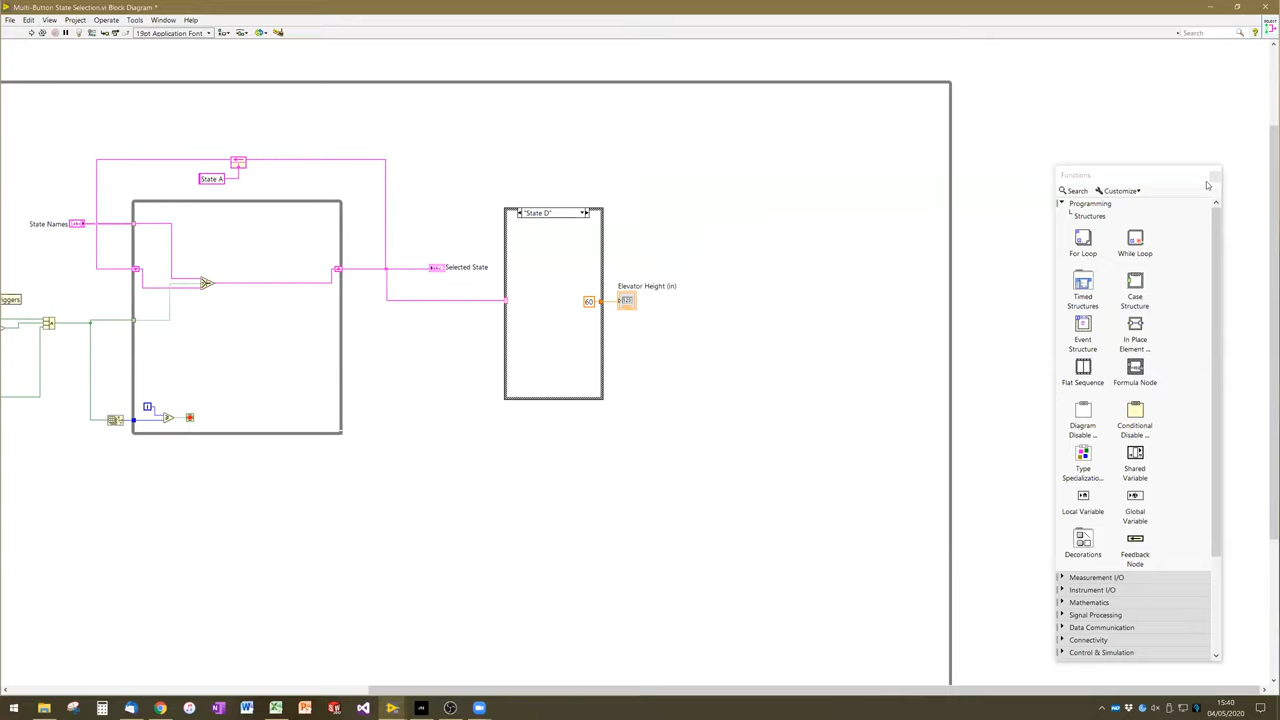 Multi-Button State Selection.vi Block Diagram *
File Edit View Project Operate Tools Window Help
19pt Application Font
Search
SELECT
State A
State Names
Selected State
"State D"
60
Elevator Height (in)
123
iggers
i
Functions
Search Customize
Programming
Structures
For Loop
While Loop
Timed Structures
Case Structure
Event Structure
In Place Element ...
Flat Sequence
Formula Node
Diagram Disable ...
Conditional Disable ...
Type Specializatio...
Shared Variable
Local Variable
Global Variable
Decorations
Feedback Node
Measurement I/O
Instrument I/O
Mathematics
Signal Processing
Data Communication
Connectivity
Control & Simulation
15:40
04/05/2020